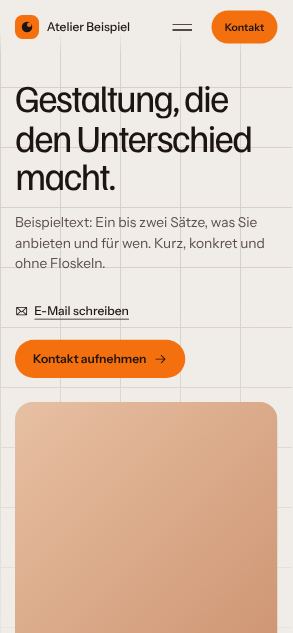 Atelier Beispiel
Kontakt
Gestaltung, die
den Unterschied
macht.
Beispieltext: Ein bis zwei Sätze, was Sie
anbieten und für wen. Kurz, konkret und
ohne Floskeln.
E-Mail schreiben
Kontakt aufnehmen